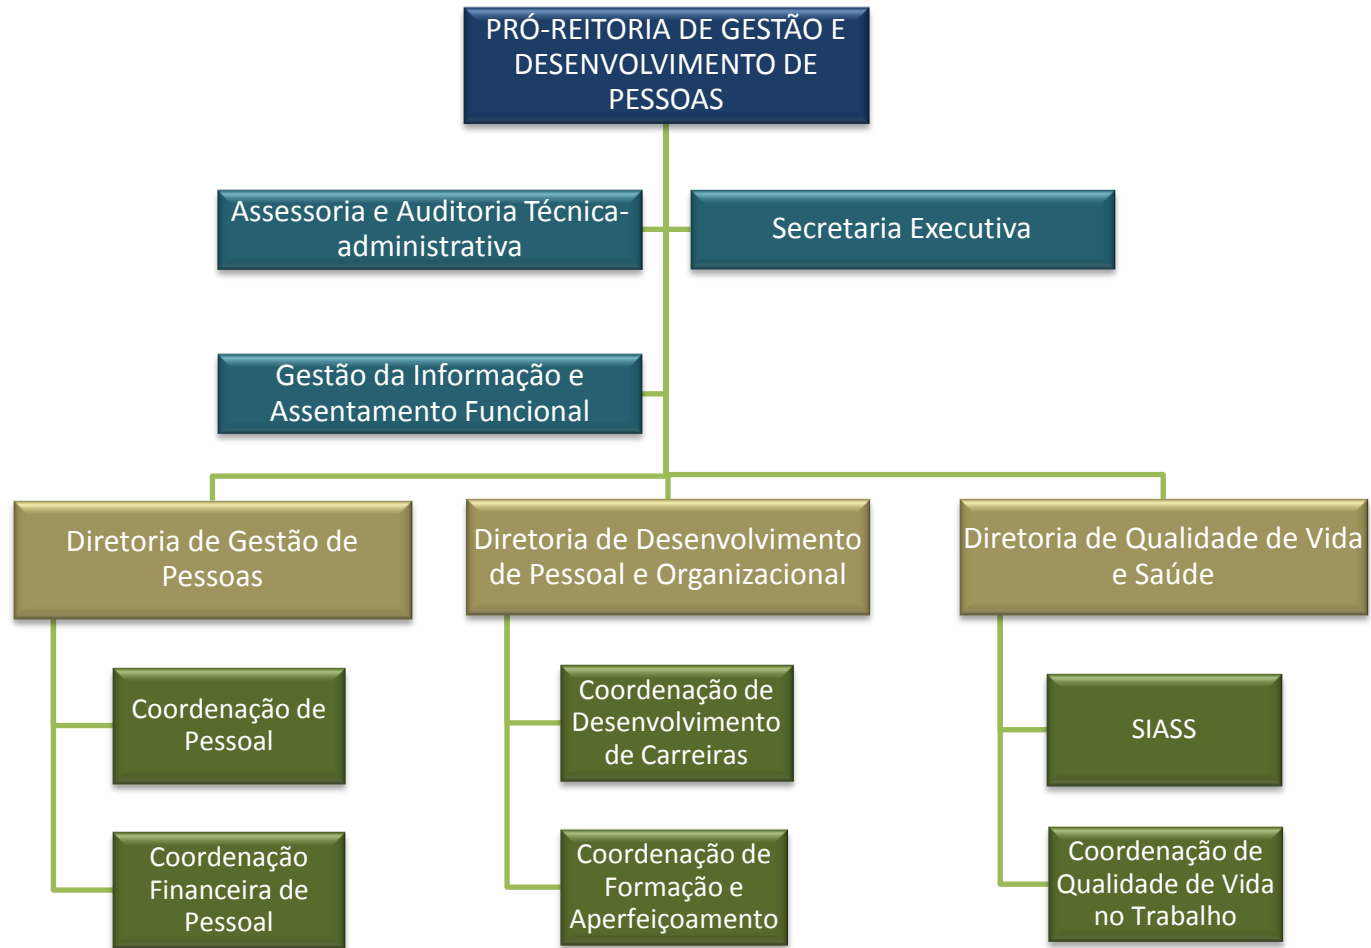 PRÓ-REITORIA DE GESTÃO E
DESENVOLVIMENTO DE
PESSOAS
Assessoria e Auditoria Técnica-
administrativa
Secretaria Executiva
Gestão da Informação e
Assentamento Funcional
Diretoria de Gestão de
Pessoas
Diretoria de Desenvolvimento
de Pessoal e Organizacional
Diretoria de Qualidade de Vida
e Saúde
Coordenação de
Pessoal
Coordenação de
Desenvolvimento
de Carreiras
SIASS
Coordenação
Financeira de
Pessoal
Coordenação de
Formação e
Aperfeiçoamento
Coordenação de
Qualidade de Vida
no Trabalho